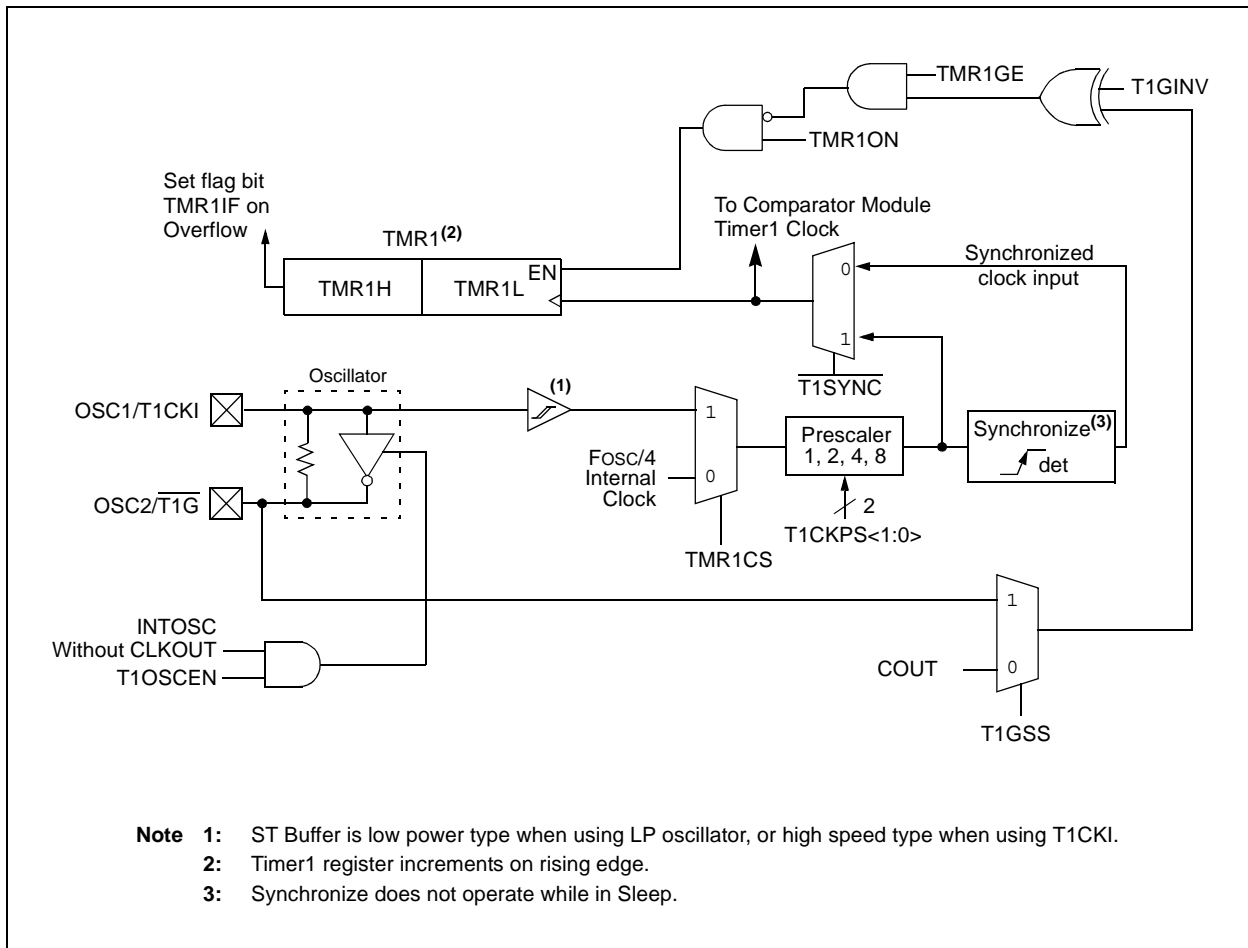 TMR1GE
T1GINV
TMR1ON
Set flag bit
TMR1IF on
Overflow
To Comparator Module
Timer1 Clock
TMR1(2)
EN
TMR1H
TMR1L
0
1
Synchronized
clock input
T1SYNC
Oscillator
(1)
OSC1/T1CKI
1
0
FOSC/4
Internal
Clock
Prescaler
1, 2, 4, 8
Synchronize(3)
det
OSC2/T1G
2
T1CKPS<1:0>
TMR1CS
INTOSC
Without CLKOUT
T1OSCEN
1
COUT
0
T1GSS
Note 1: ST Buffer is low power type when using LP oscillator, or high speed type when using T1CKI.
2: Timer1 register increments on rising edge.
3: Synchronize does not operate while in Sleep.